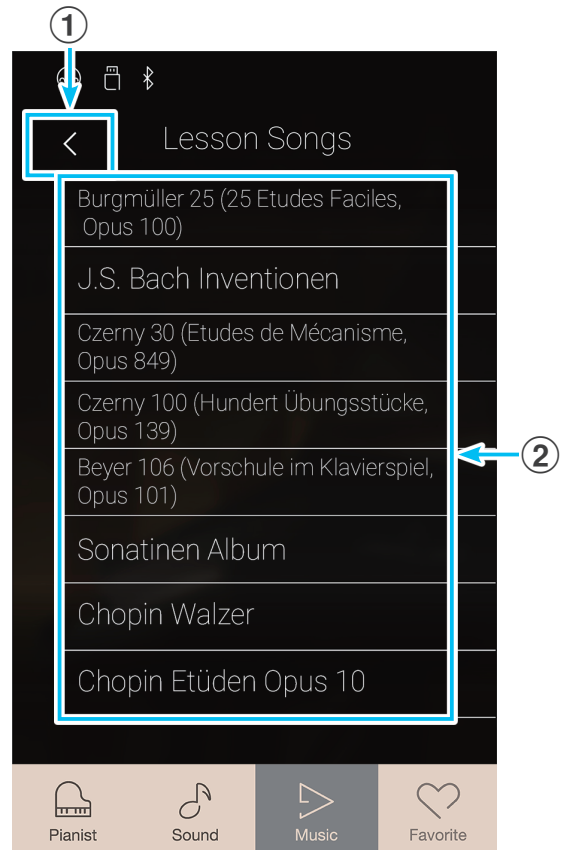 ①
Lesson Songs
Burgmüller 25 (25 Etudes Faciles,
Opus 100)
J.S. Bach Inventionen
Czerny 30 (Etudes de Mécanisme,
Opus 849)
Czerny 100 (Hundert Übungsstücke,
Opus 139)
②
Beyer 106 (Vorschule im Klavierspiel,
Opus 101)
Sonatinen Album
Chopin Walzer
Chopin Etüden Opus 10
Pianist Sound Music Favorite